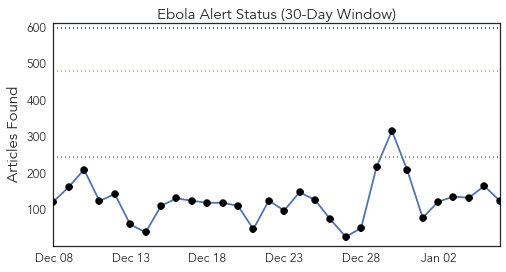 Ebola Alert Status (30-Day Window)
Articles Found
600
500
400
300
200
100
Dec 08 Dec 13 Dec 18 Dec 23 Dec 28 Jan 02